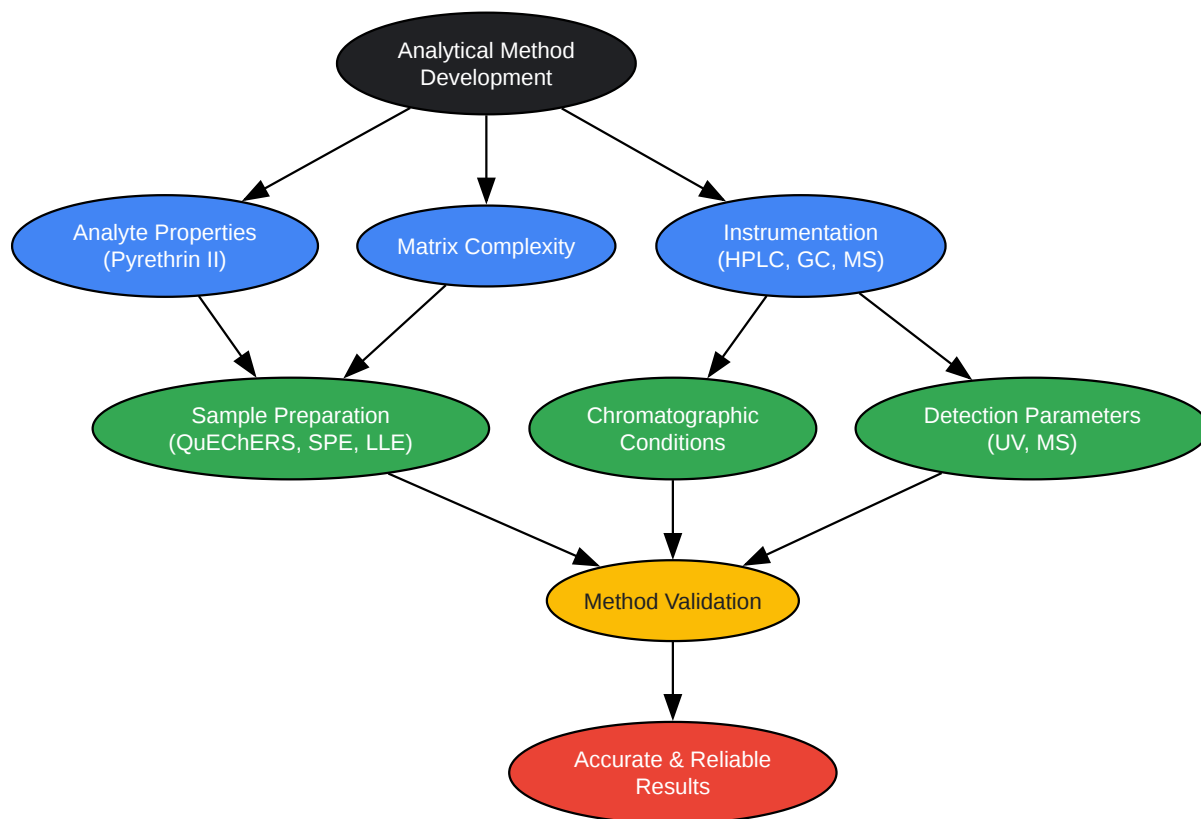 Analytical Method
Development
Analyte Properties
(Pyrethrin II)
Matrix Complexity
Instrumentation
(HPLC, GC, MS)
Sample Preparation
(QuEChERS, SPE, LLE)
Chromatographic
Conditions
Detection Parameters
(UV, MS)
Method Validation
Accurate & Reliable
Results